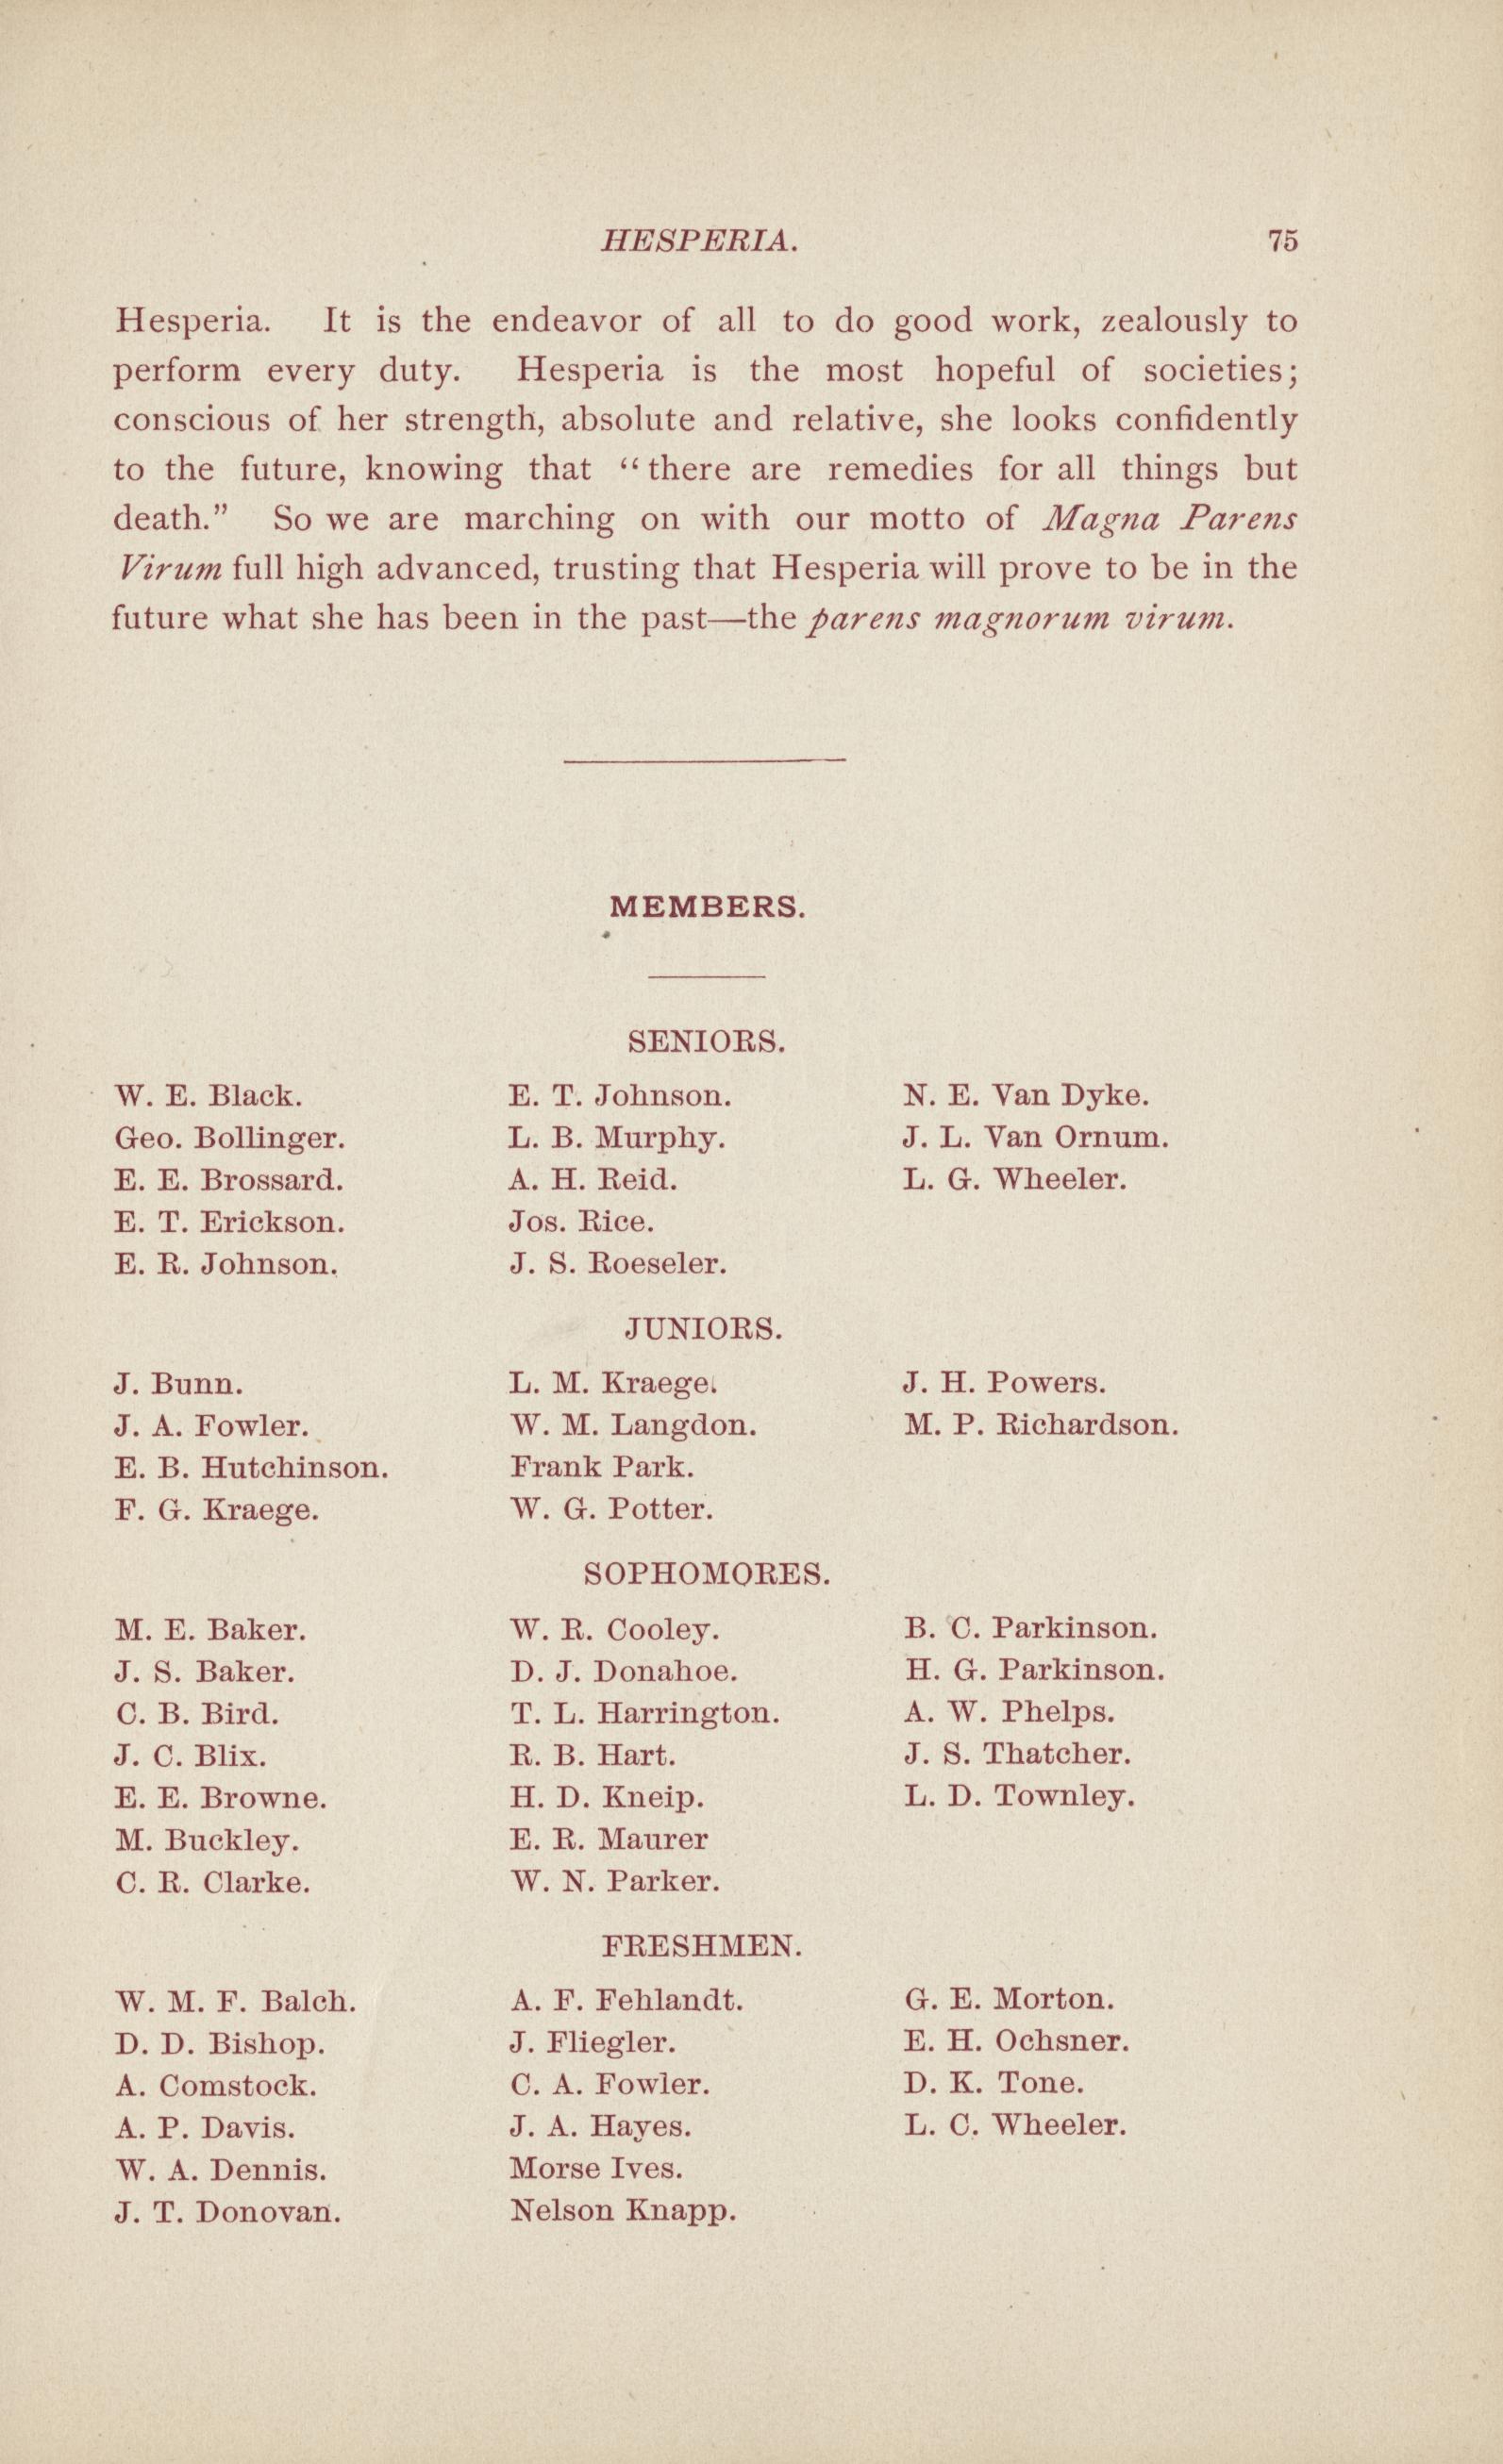 HESPERIA. 75
Hesperia. It is the endeavor of all to do good work, zealously to
perform every duty. Hesperia is the most hopeful of societies;
conscious of her strength, absolute and relative, she looks confidently
to the future, knowing that “there are remedies for all things but
death.” So we are marching on with our motto of Magna Parens
Virum full high advanced, trusting that Hesperia will prove to be in the
future what she has been in the past—the parens magnorum virum.
MEMBERS.
SENIORS.
W. E. Black. E. T. Johnson. N. E. Van Dyke.
Geo. Bollinger. L. B. Murphy. J. L. Van Ornum.
E. E. Brossard. A. H. Reid. L. G. Wheeler.
E. T. Erickson. Jos. Rice.
E. R. Johnson. J. S. Roeseler.
JUNIORS.
J. Bunn. L. M. Kraege. J. H. Powers.
J. A. Fowler. W. M. Langdon. M. P. Richardson.
E. B. Hutchinson. Frank Park.
F. G. Kraege. W. G. Potter.
SOPHOMORES.
M. E. Baker. W. R. Cooley. B. C. Parkinson.
J. S. Baker. D. J. Donahoe. H. G. Parkinson.
C. B. Bird. T. L. Harrington. A. W. Phelps.
J. C. Blix. R. B. Hart. J. S. Thatcher.
E. E. Browne. H. D. Kneip. L. D. Townley.
M. Buckley. E. R. Maurer
C. R. Clarke. W. N. Parker.
FRESHMEN.
W. M. F. Balch. A. F. Fehlandt. G. E. Morton.
D. D. Bishop. J. Fliegler. E. H. Ochsner.
A. Comstock. C. A. Fowler. D. K. Tone.
A. P. Davis. J. A. Hayes. L. C. Wheeler.
W. A. Dennis. Morse Ives.
J. T. Donovan. Nelson Knapp.